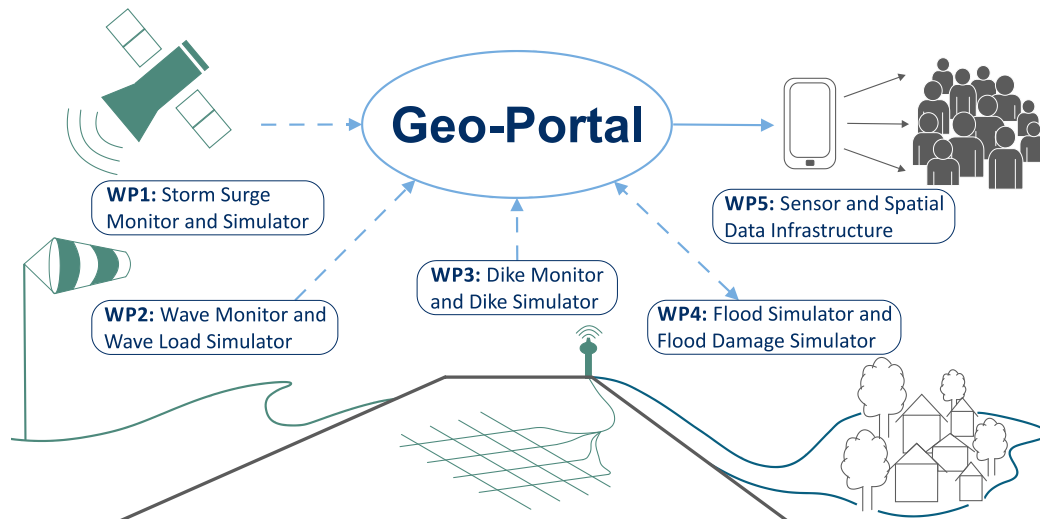 Geo-Portal
WP1: Storm Surge
Monitor and Simulator
WP5: Sensor and Spatial
Data Infrastructure
WP3: Dike Monitor
and Dike Simulator
WP2: Wave Monitor and
Wave Load Simulator
WP4: Flood Simulator and
Flood Damage Simulator